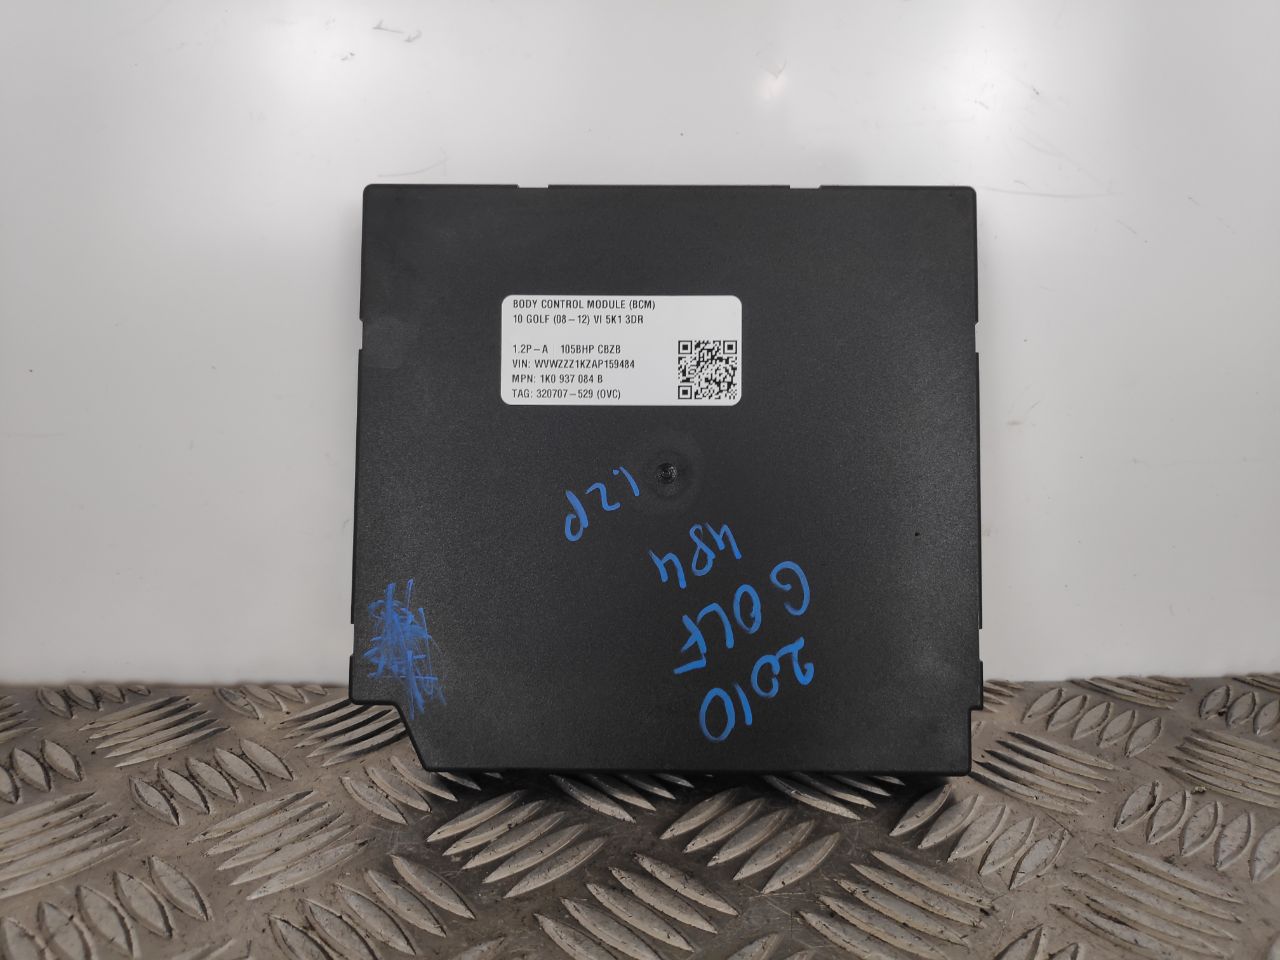 BODY CONTROL MODULE (BCM)
10 GOLF (08-12) VI 5K1 3DR
1.2P-A 105BHP CBZB
VIN: WVWZZZ1KZAP159484
MPN: 1K0 937 084 B
TAG: 320707-529 (OVC)
2010
GOLF
484
1.2P